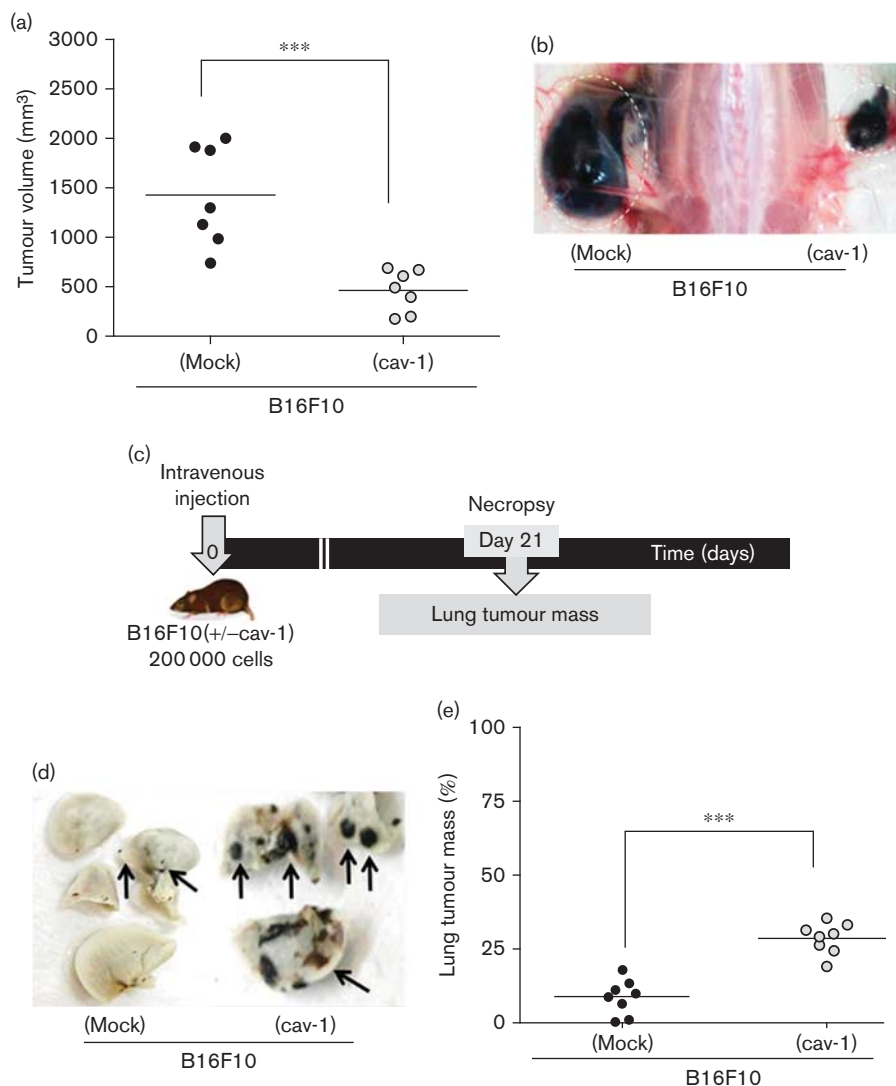 (a)
3000
2500
2000
1500
1000
500
0
Tumour volume (mm³)
***
(Mock)
(cav-1)
B16F10
(b)
(Mock)
(cav-1)
B16F10
(c)
Intravenous
injection
0
B16F10(+/−cav-1)
200 000 cells
Necropsy
Day 21
Time (days)
Lung tumour mass
(d)
(Mock)
(cav-1)
B16F10
(e)
100
75
50
25
0
Lung tumour mass (%)
***
(Mock)
(cav-1)
B16F10